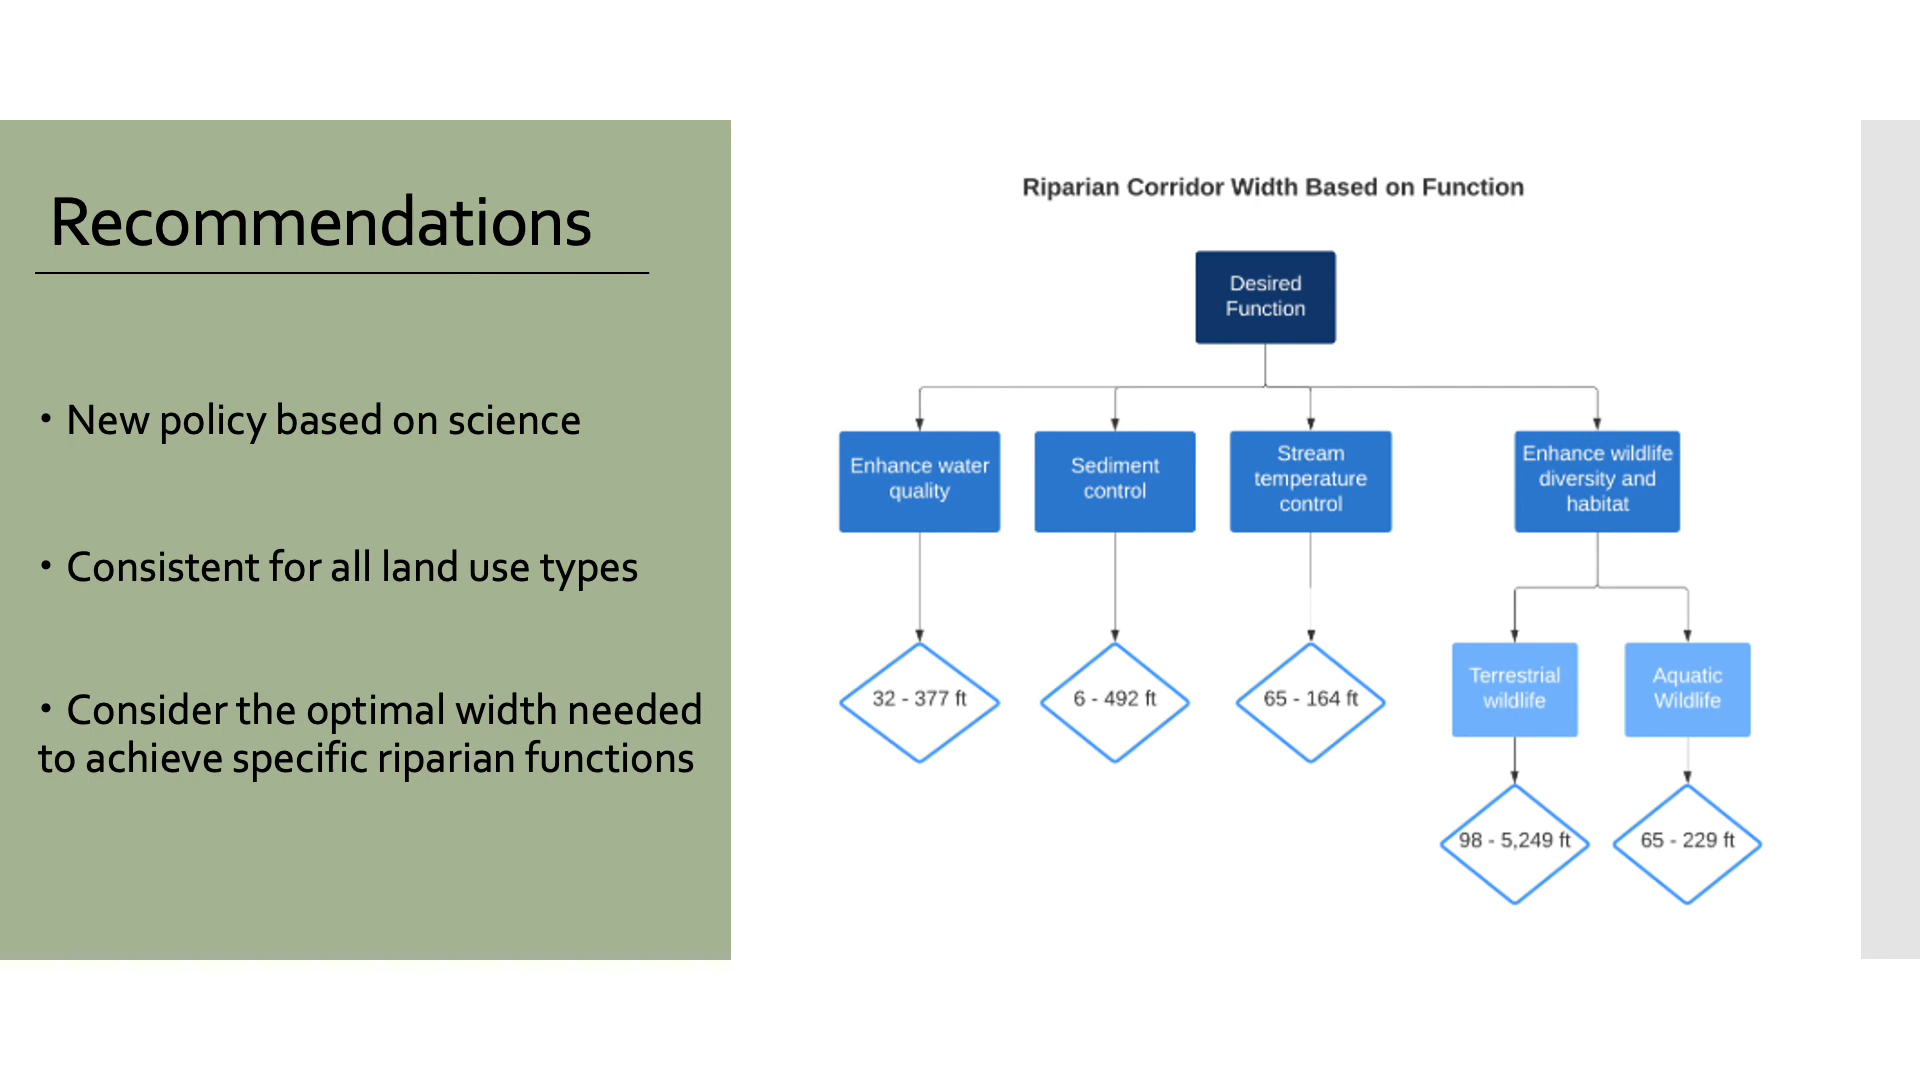 Recommendations
• New policy based on science
• Consistent for all land use types
• Consider the optimal width needed
to achieve specific riparian functions
Riparian Corridor Width Based on Function
Desired
Function
Enhance water
quality
Sediment
control
Stream
temperature
control
Enhance wildlife
diversity and
habitat
32 - 377 ft
6 - 492 ft
65 - 164 ft
Terrestrial
wildlife
Aquatic
Wildlife
98 - 5,249 ft
65 - 229 ft